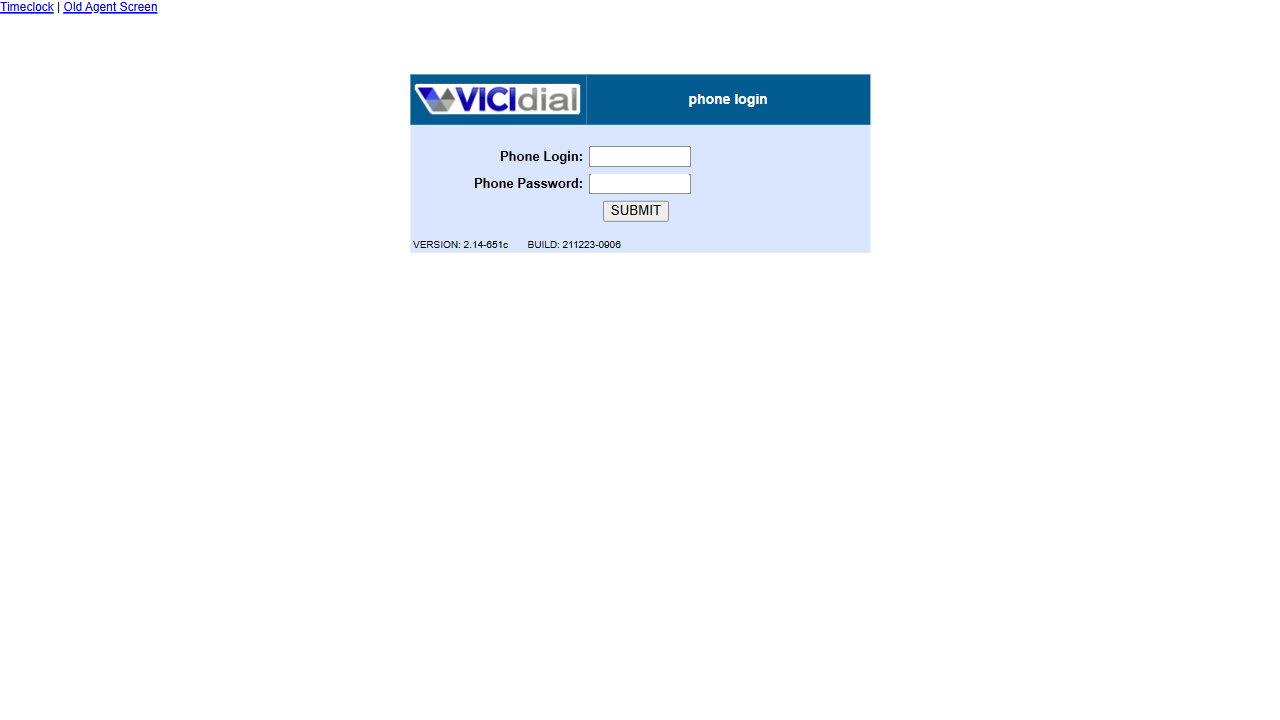 Timeclock | Old Agent Screen
VICIdial phone login
Phone Login:
Phone Password:
SUBMIT
VERSION: 2.14-651c BUILD: 211223-0906